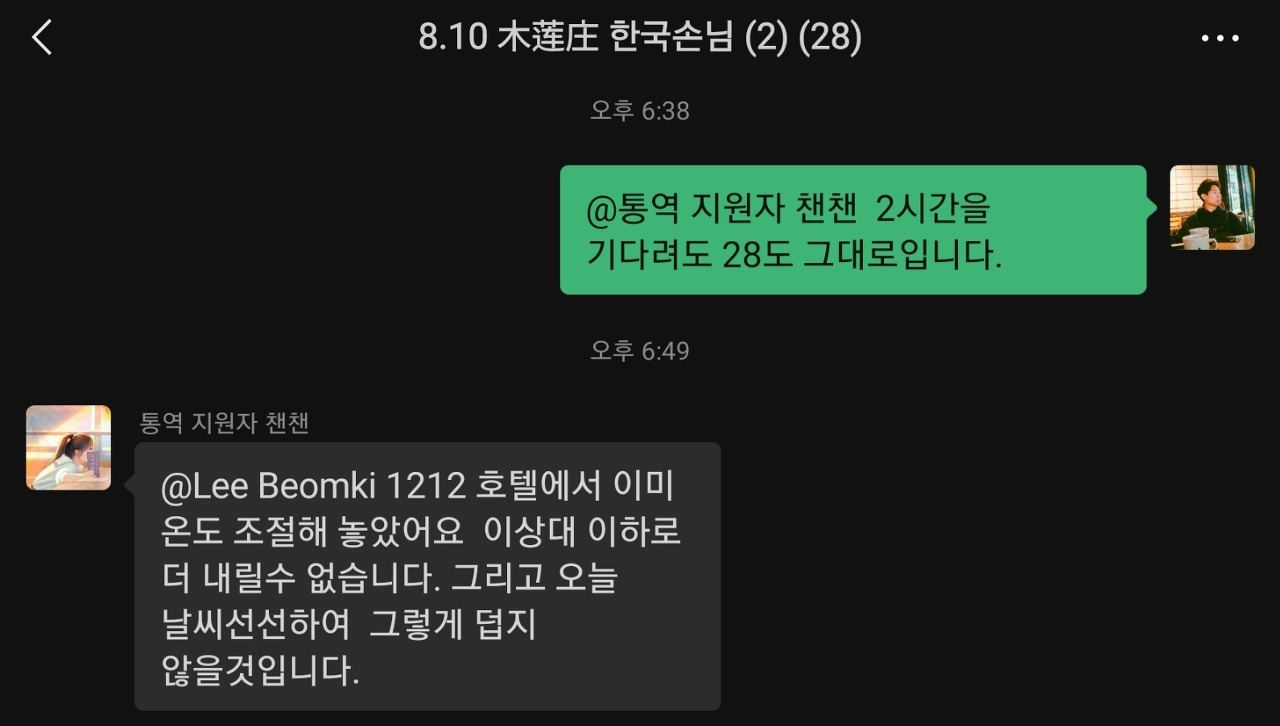 8.10 木莲庄 한국손님 (2) (28)
오후 6:38
@통역 지원자 챈챈 2시간을
기다려도 28도 그대로입니다.
오후 6:49
통역 지원자 챈챈
@Lee Beomki 1212 호텔에서 이미
온도 조절해 놓았어요 이상대 이하로
더 내릴수 없습니다. 그리고 오늘
날씨선선하여 그렇게 덥지
않을것입니다.